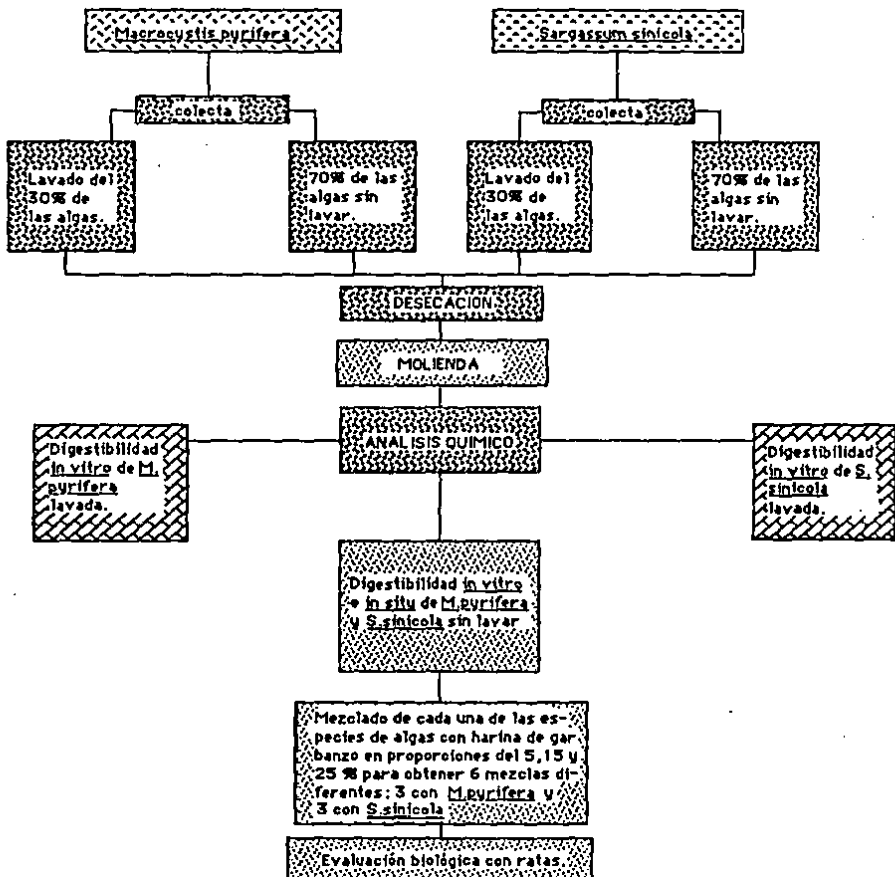 Macrocystis pyrifera
Sargassum sinicola
colecta
colecta
Lavado del
30% de
las algas.
70% de las
algas sin
lavar.
Lavado del
30% de
las algas.
70% de las
algas sin
lavar.
DESECACION
MOLIENDA
ANALISIS QUIMICO
Digestibilidad
in vitro de M.
pyrifera
lavada.
Digestibilidad
in vitro de S.
sinicola
lavada.
Digestibilidad in vitro
e in situ de M.pyrifera
y S.sinicola sin lavar
Mezclado de cada una de las es-
pecies de algas con harina de gar
banzo en proporciones del 5,15 y
25 % para obtener 6 mezclas di-
ferentes; 3 con M.pyrifera y
3 con S.sinicola
Evaluación biológica con ratas.